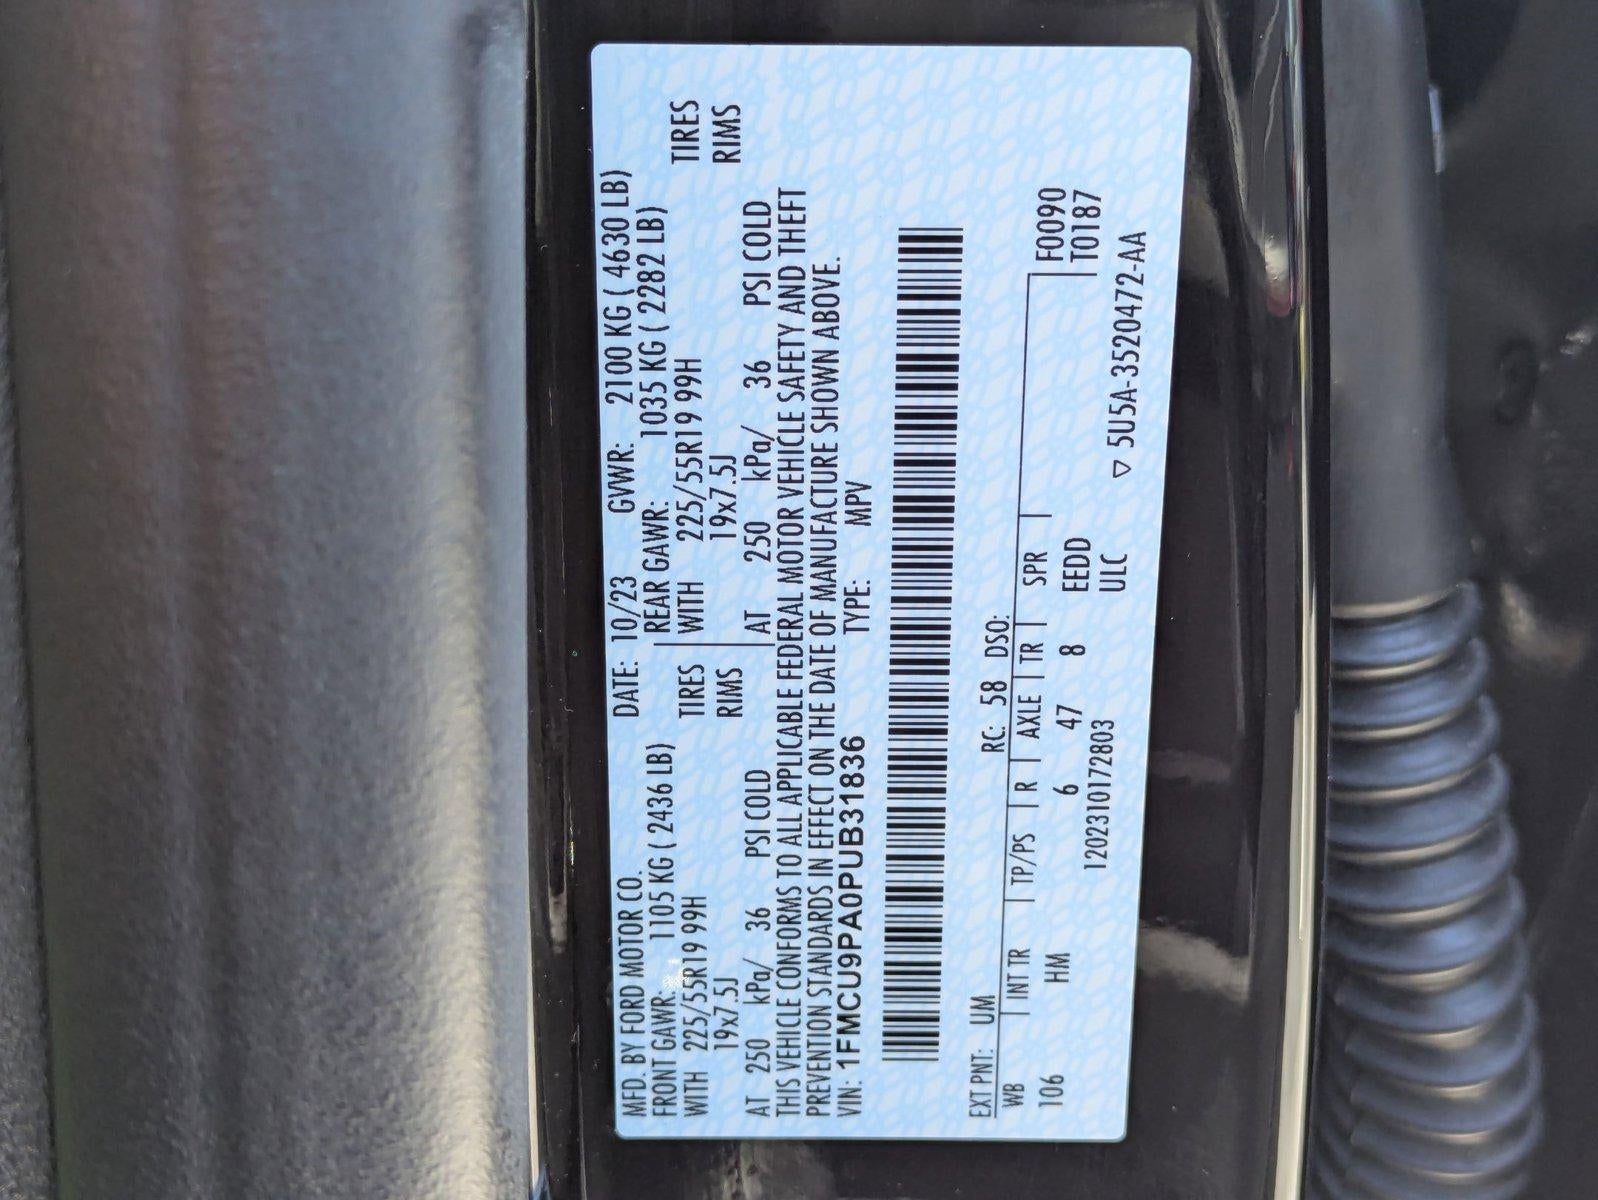 MFD. BY FORD MOTOR CO. DATE: 10/23 GVWR: 2100 KG ( 4630 LB)
FRONT GAWR: 1105 KG ( 2436 LB) REAR GAWR: 1035 KG ( 2282 LB)
WITH 225/55R19 99H TIRES WITH 225/55R19 99H TIRES
19x7.5J RIMS 19x7.5J RIMS
AT 250 kPa/ 36 PSI COLD AT 250 kPa/ 36 PSI COLD
THIS VEHICLE CONFORMS TO ALL APPLICABLE FEDERAL MOTOR VEHICLE SAFETY AND THEFT
PREVENTION STANDARDS IN EFFECT ON THE DATE OF MANUFACTURE SHOWN ABOVE.
VIN: 1FMCU9PA0PUB31836 TYPE: MPV
EXT PNT: UM RC: 58 DSO:
WB INT TR TP/PS R AXLE TR SPR F0090
106 HM 6 47 8 EEDD T0187
1202310172803 ULC
▽ 5U5A-3520472-AA